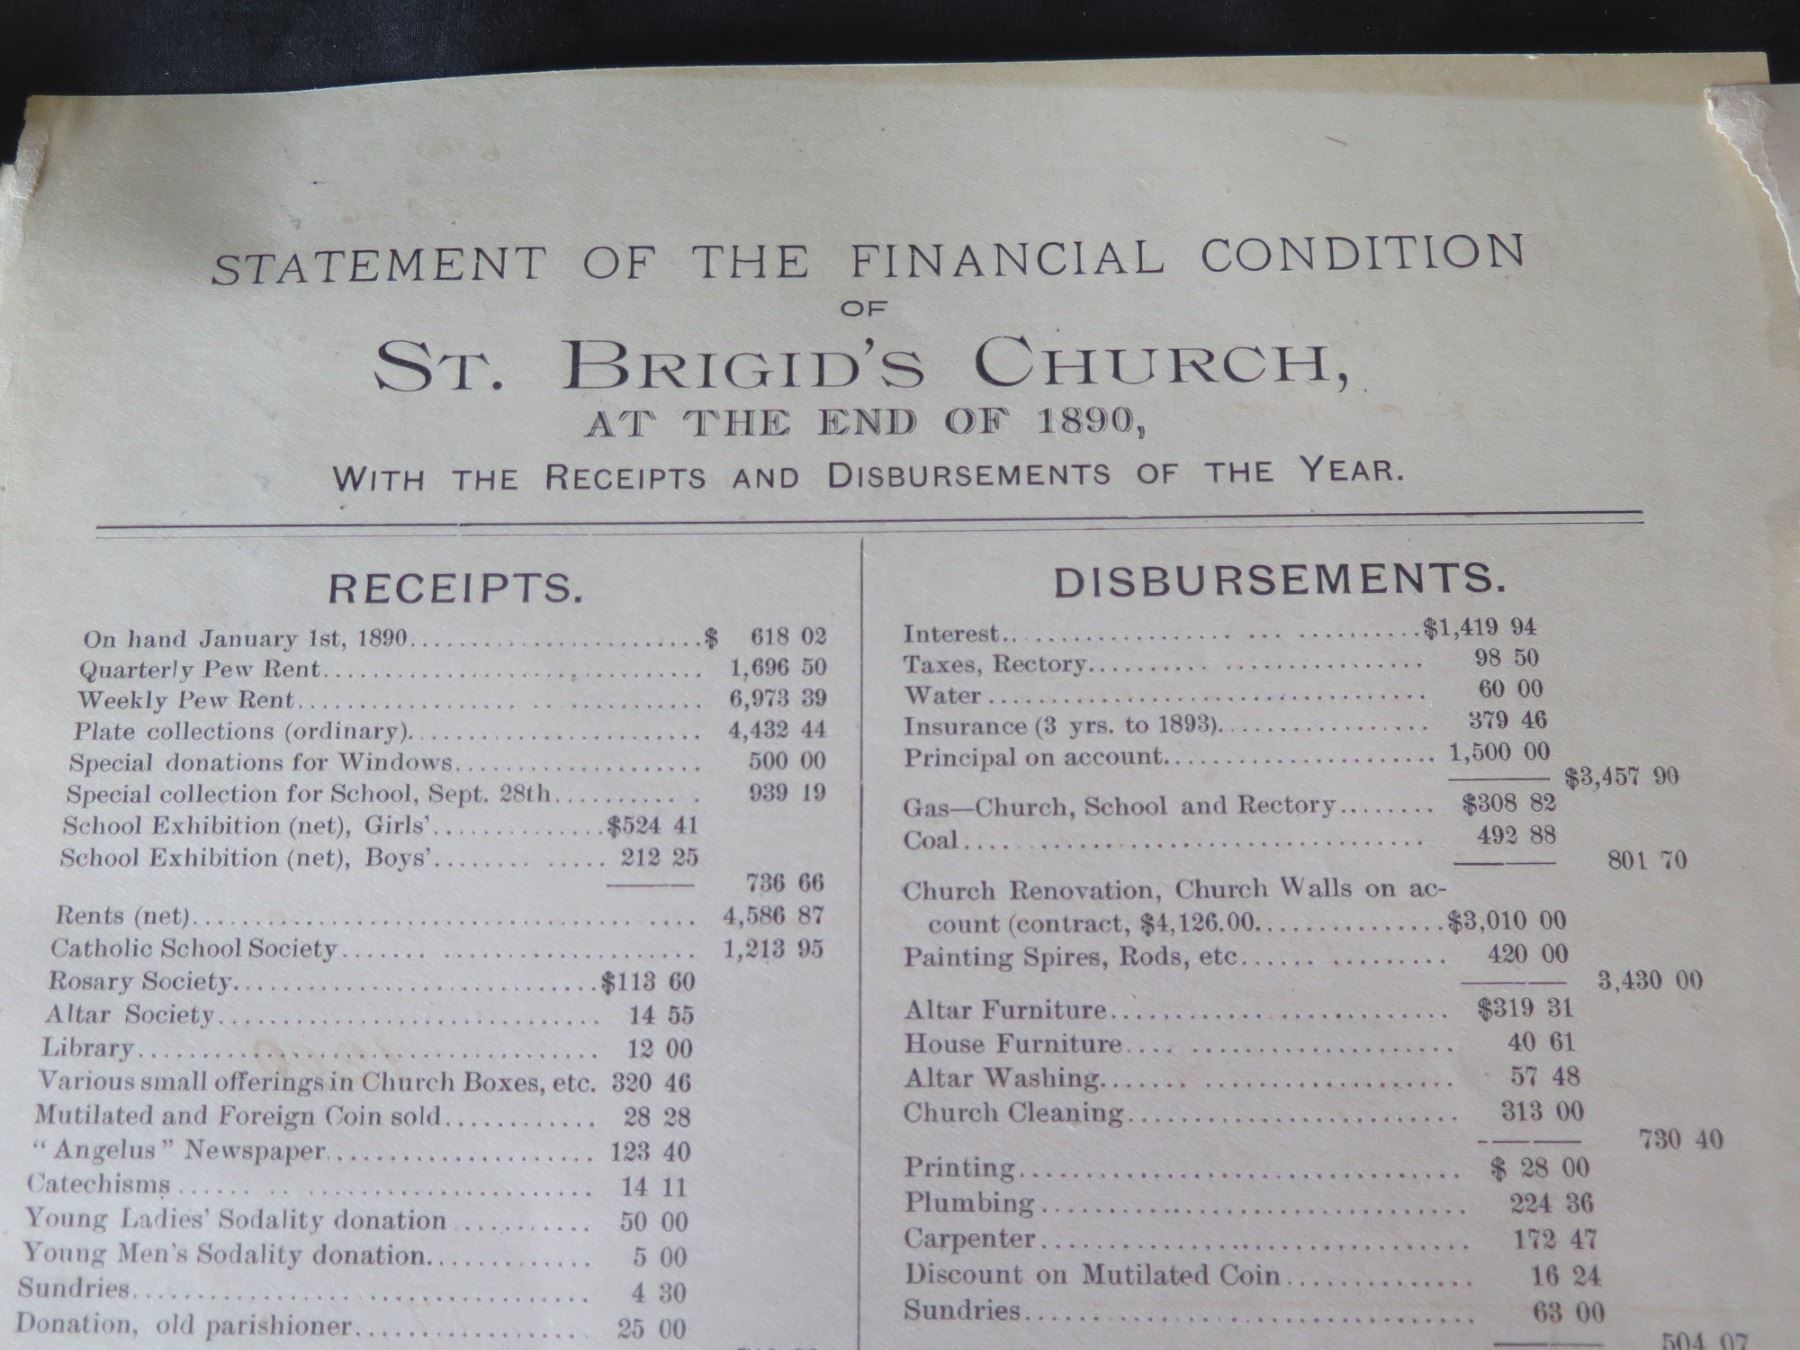 STATEMENT OF THE FINANCIAL CONDITION
OF
ST. BRIGID'S CHURCH,
AT THE END OF 1890,
WITH THE RECEIPTS AND DISBURSEMENTS OF THE YEAR.
RECEIPTS.
On hand January 1st, 1890..........................$ 618 02
Quarterly Pew Rent.............................. 1,696 50
Weekly Pew Rent................................ 6,973 39
Plate collections (ordinary)....................... 4,432 44
Special donations for Windows.................... 500 00
Special collection for School, Sept. 28th........... 939 19
School Exhibition (net), Girls'..............$524 41
School Exhibition (net), Boys'.............. 212 25
736 66
Rents (net)........................................ 4,586 87
Catholic School Society........................... 1,213 95
Rosary Society.............................$113 60
Altar Society............................... 14 55
Library..................................... 12 00
Various small offerings in Church Boxes, etc. 320 46
Mutilated and Foreign Coin sold............ 28 28
"Angelus" Newspaper..................... 123 40
Catechisms................................ 14 11
Young Ladies' Sodality donation........... 50 00
Young Men's Sodality donation............. 5 00
Sundries.................................... 4 30
Donation, old parishioner.................. 25 00
DISBURSEMENTS.
Interest....................................$1,419 94
Taxes, Rectory............................. 98 50
Water...................................... 60 00
Insurance (3 yrs. to 1893)................. 379 46
Principal on account...................... 1,500 00
$3,457 90
Gas—Church, School and Rectory........ $308 82
Coal....................................... 492 88
801 70
Church Renovation, Church Walls on ac-
count (contract, $4,126.00................$3,010 00
Painting Spires, Rods, etc................ 420 00
3,430 00
Altar Furniture............................ $319 31
House Furniture.......................... 40 61
Altar Washing............................. 57 48
Church Cleaning.......................... 313 00
730 40
Printing................................... $ 28 00
Plumbing................................. 224 36
Carpenter................................. 172 47
Discount on Mutilated Coin.............. 16 24
Sundries................................... 63 00
504 07